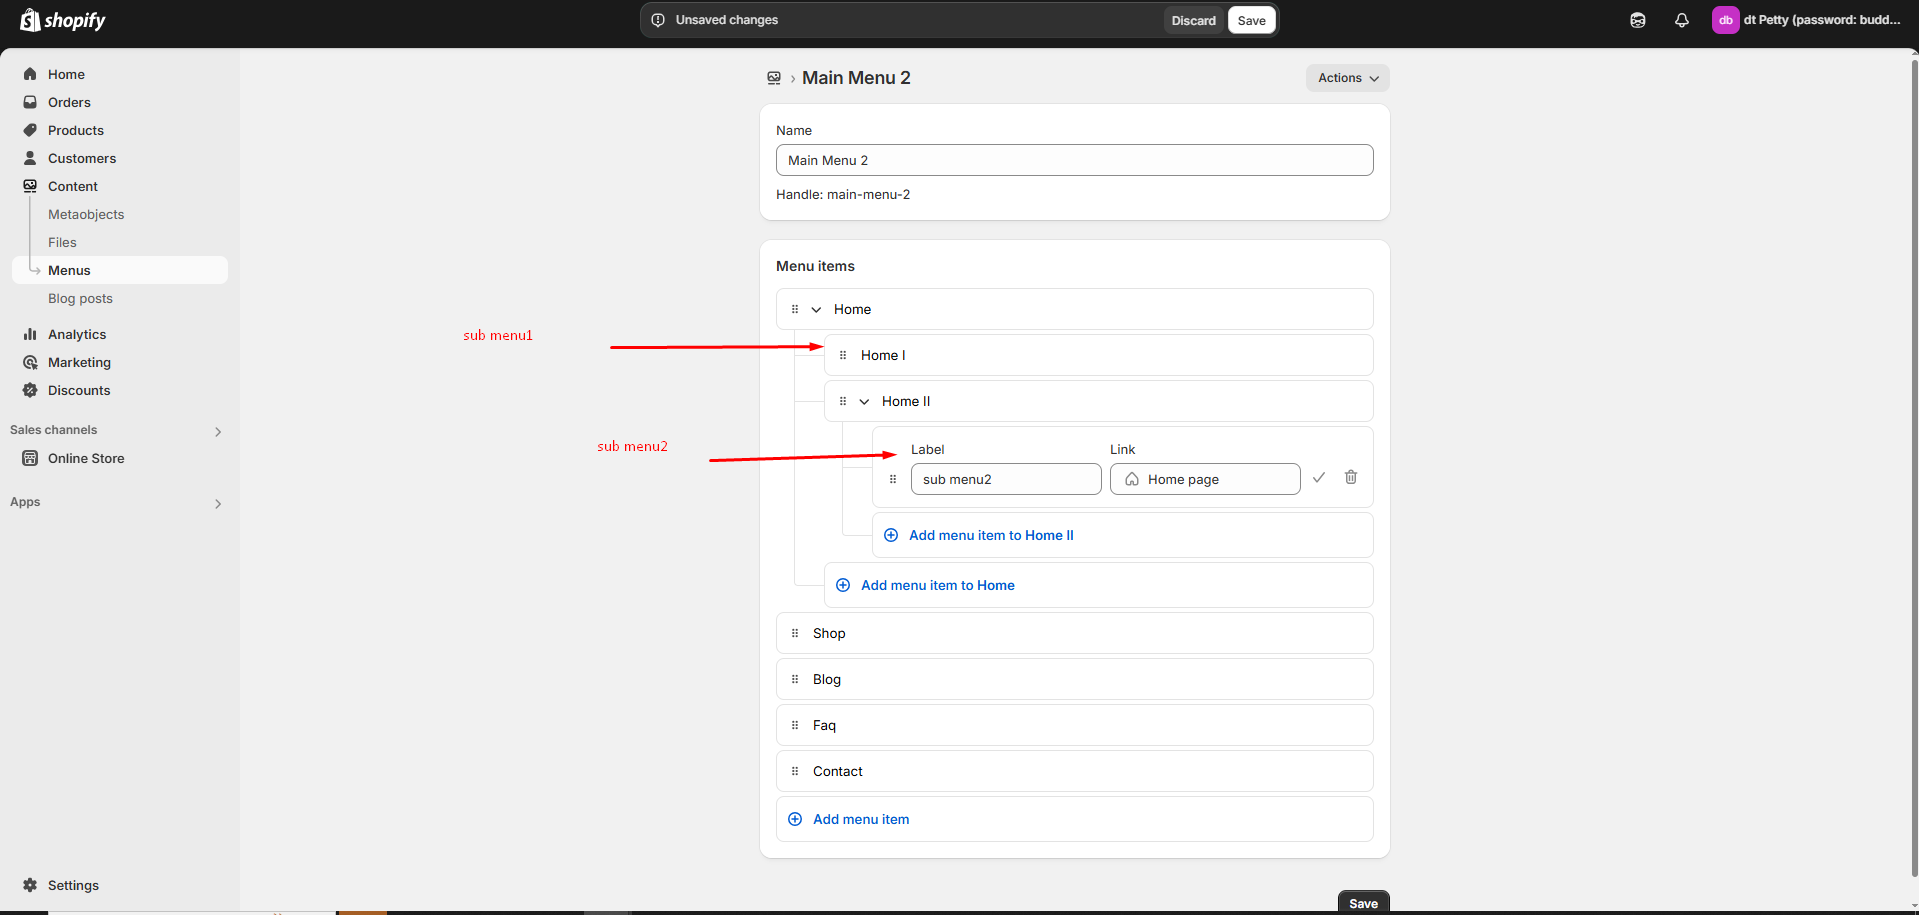 shopify
Unsaved changes
Discard
Save
db
dt Petty (password: budd...
Home
Orders
Products
Customers
Content
Metaobjects
Files
Menus
Blog posts
Analytics
Marketing
Discounts
Sales channels
Online Store
Apps
Settings
Main Menu 2
Actions
Name
Main Menu 2
Handle: main-menu-2
Menu items
Home
sub menu1
Home I
Home II
sub menu2
Label
Link
sub menu2
Home page
Add menu item to Home II
Add menu item to Home
Shop
Blog
Faq
Contact
Add menu item
Save